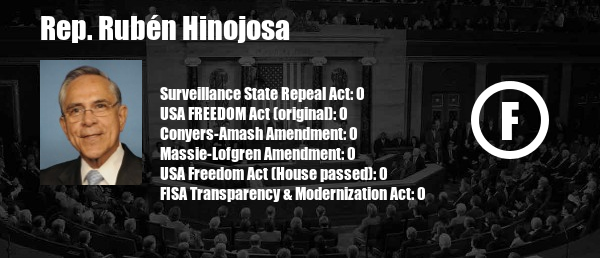 Rep. Rubén Hinojosa
Surveillance State Repeal Act: 0
USA FREEDOM Act (original): 0
Conyers-Amash Amendment: 0
Massie-Lofgren Amendment: 0
USA Freedom Act (House passed): 0
FISA Transparency & Modernization Act: 0
F